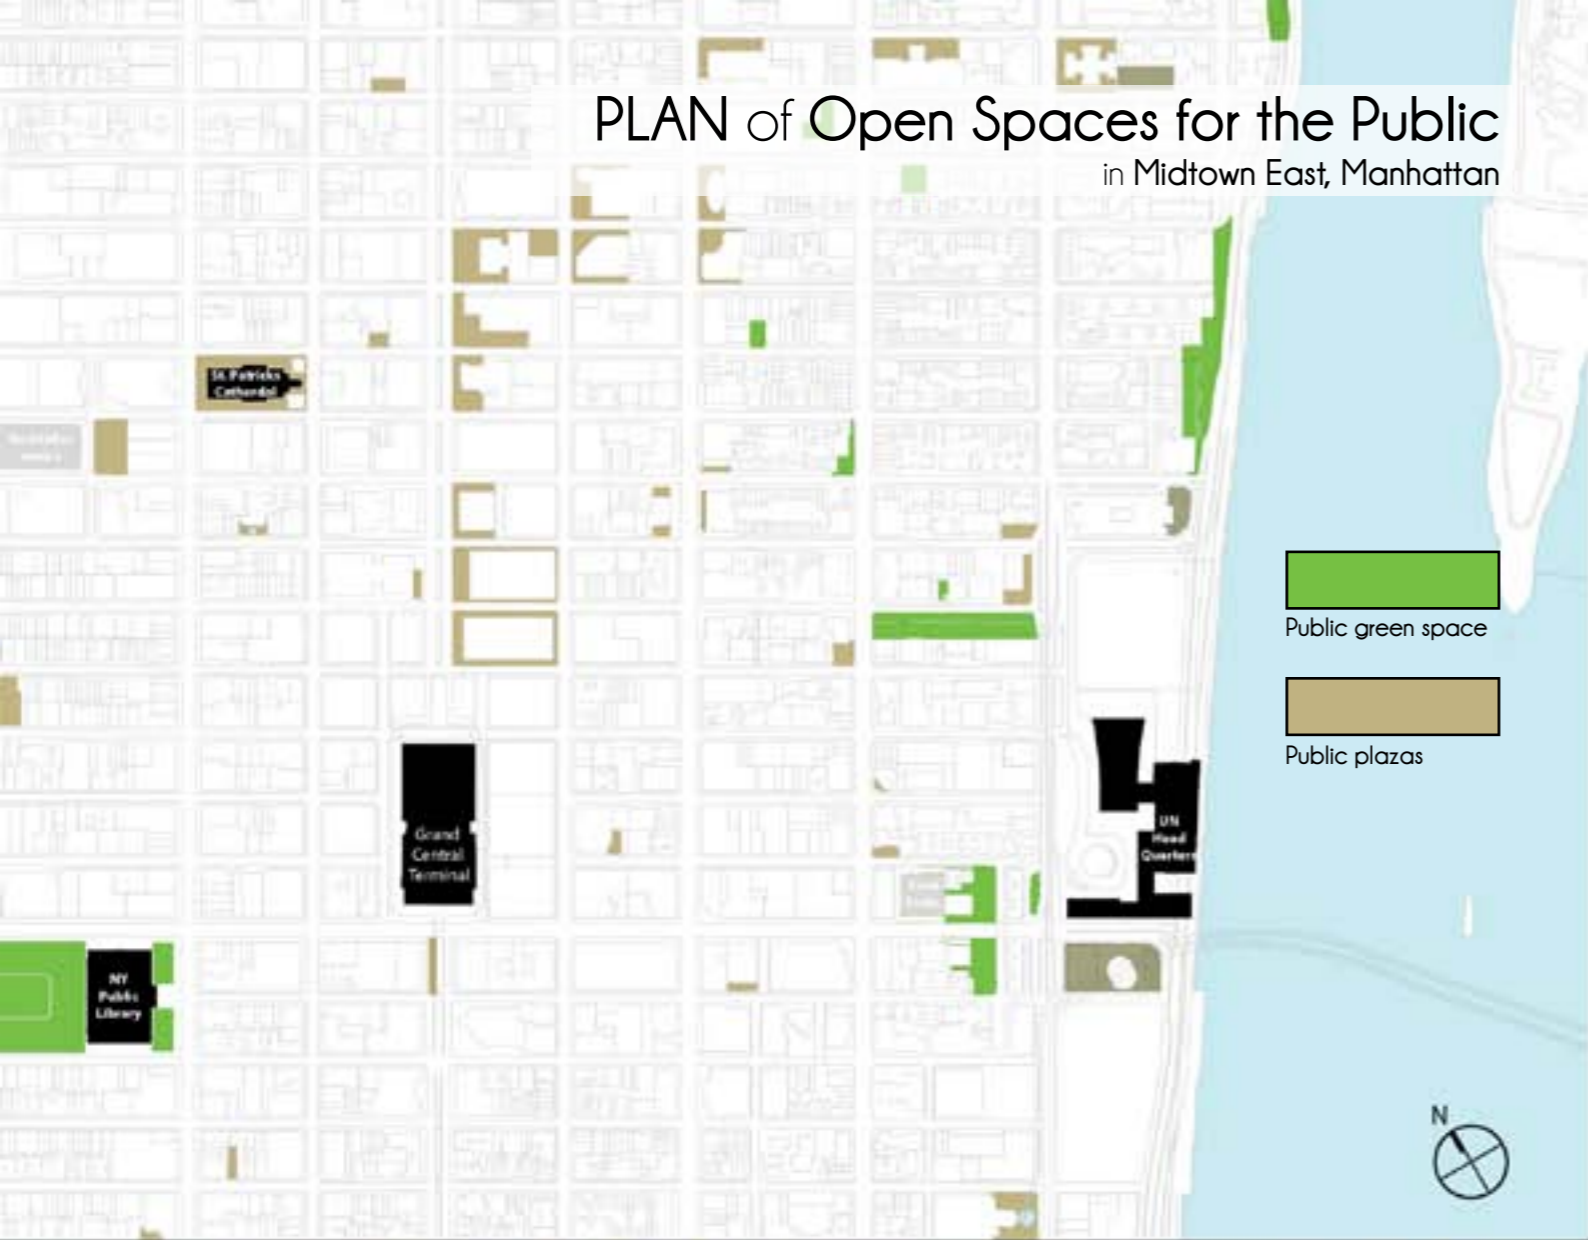 PLAN of Open Spaces for the Public
in Midtown East, Manhattan
St. Patricks
Cathedral
Public green space
Public plazas
Grand
Central
Terminal
UN
Head
Quarters
NY
Public
Library
N